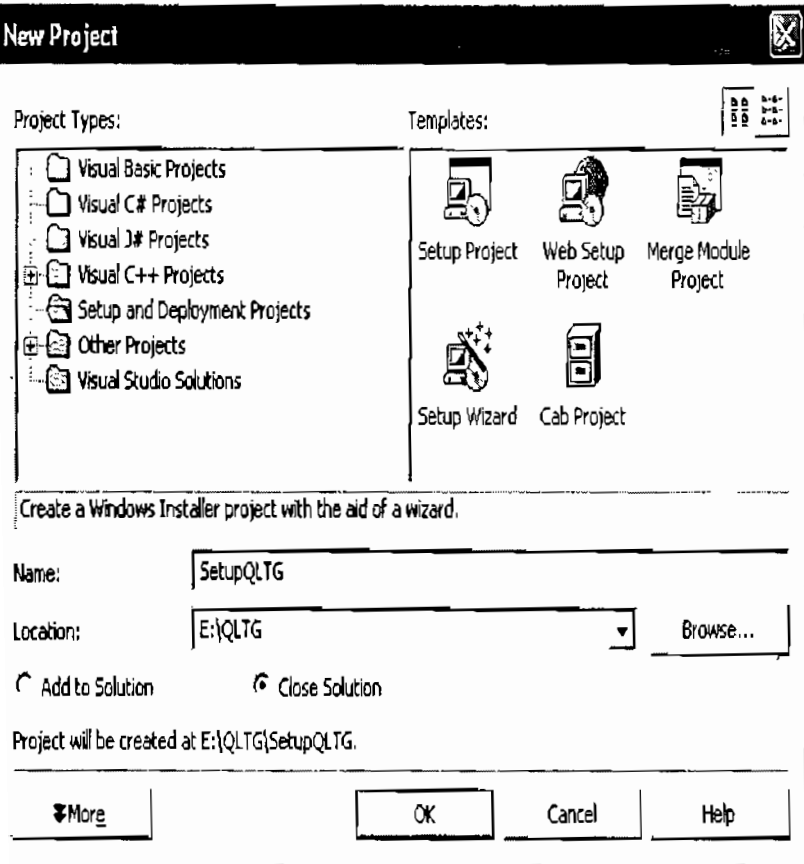 New Project
Project Types:
Templates:
Visual Basic Projects
Visual C# Projects
Visual J# Projects
Visual C++ Projects
Setup and Deployment Projects
Other Projects
Visual Studio Solutions
Setup Project
Web Setup
Project
Merge Module
Project
Setup Wizard
Cab Project
Create a Windows Installer project with the aid of a wizard.
Name:
SetupQLTG
Location:
E:\QLTG
Browse...
Add to Solution
Close Solution
Project will be created at E:\QLTG\SetupQLTG.
More
OK
Cancel
Help